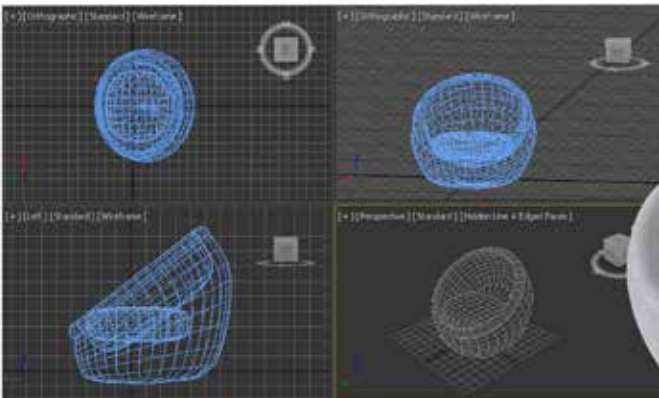 [+] [Orthographic] [Standard] [Wireframe]
[+] [Orthographic] [Standard] [Wireframe]
[+] [Left] [Standard] [Wireframe]
[+] [Perspective] [Standard] [Hidden Line + Edged Faces]